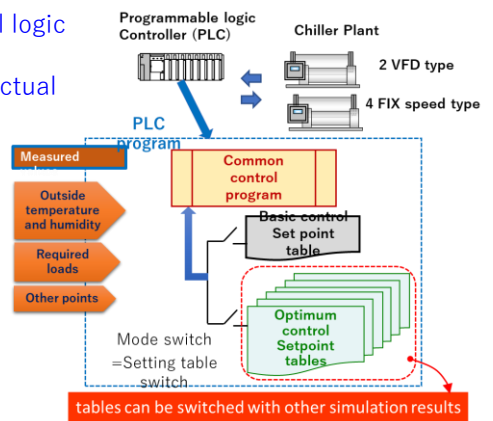 l logic
ctual
Programmable logic
Controller (PLC)
Chiller Plant
2 VFD type
4 FIX speed type
PLC
program
Measured
Common
control
program
Outside
temperature
and humidity
Required
loads
Other points
Basic control
Set point
table
Optimum
control
Setpoint
tables
Mode switch
=Setting table
switch
tables can be switched with other simulation results